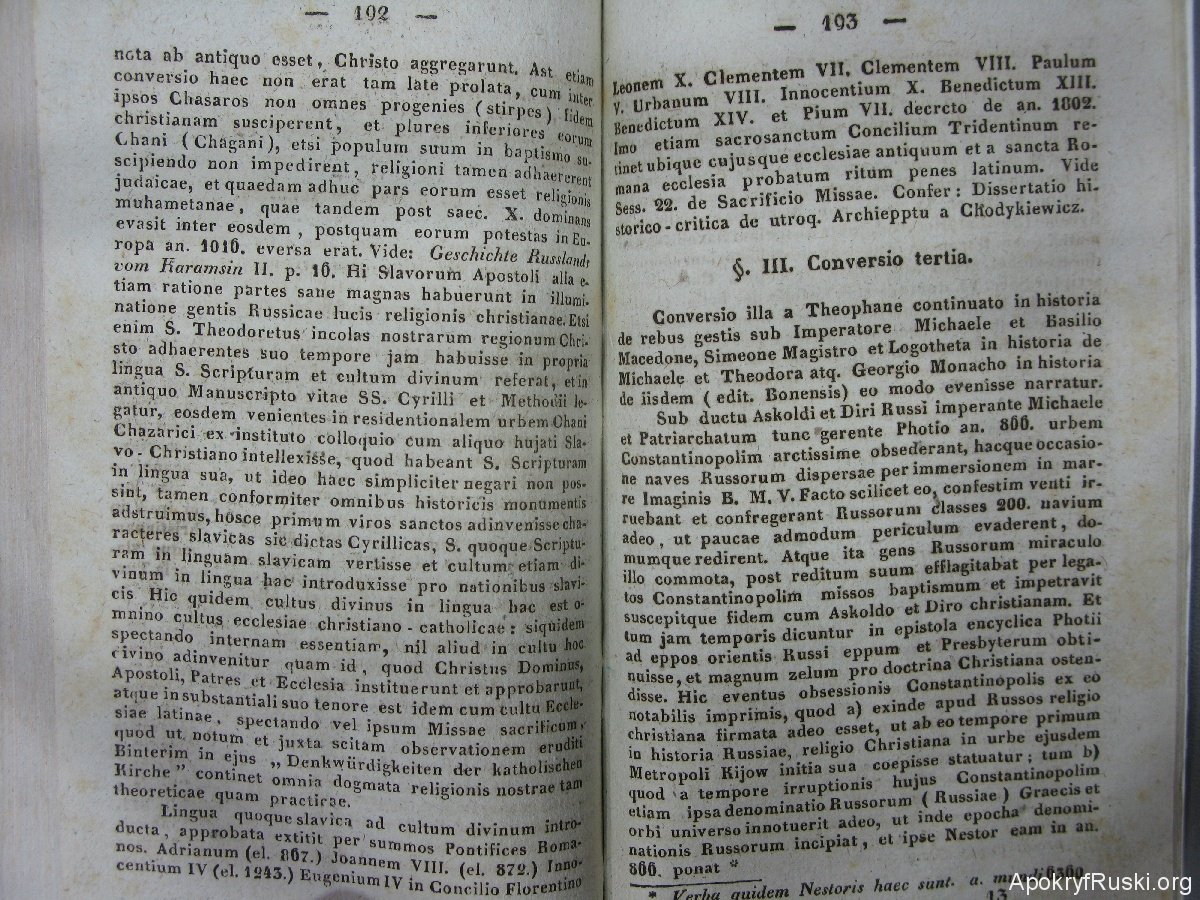 — 192 —
nota ab antiquo esset, Christo aggregarunt. Ast etiam
conversio haec non erat tam late prolata, cum inter
ipsos Chasaros non omnes progenies (stirpes) fidem
christianam susciperent, et plures inferiores eorum
Chani (Chagani), etsi populum suum in baptismo su-
scipiendo non impedirent, religioni tamen adhaererent
judaicae, et quaedam adhuc pars eorum esset religionis
muhametanae, quae tandem post saec. X. dominans
evasit inter eosdem, postquam eorum potestas in Eu-
ropa an. 1016. eversa erat. Vide: Geschichte Russlands
vom Karamsin II. p. 16. Hi Slavorum Apostoli alia e-
tiam ratione partes sane magnas habuerunt in illumi-
natione gentis Russicae lucis religionis christianae. Etsi
enim S. Theodoretus incolas nostrarum regionum Chri-
sto adhaerentes suo tempore jam habuisse in propria
lingua S. Scripturam et cultum divinum referat, et in
antiquo Manuscripto vitae SS. Cyrilli et Methodii le-
gatur, eosdem venientes in residentionalem urbem Chani
Chazarici ex instituto colloquio cum aliquo hujati Sla-
vo-Christiano intellexisse, quod habeant S. Scripturam
in lingua sua, ut ideo haec simpliciter negari non pos-
sint, tamen conformiter omnibus historicis monumentis
adstruimus, hosce primum viros sanctos adinvenisse cha-
racteres slavicas sic dictas Cyrillicas, S. quoque Scriptu-
ram in linguam slavicam vertisse et cultum etiam di-
vinum in lingua hac introduxisse pro nationibus slavi-
cis Hic quidem cultus divinus in lingua hac est o-
mnino cultus ecclesiae christiano-catholicae: siquidem
spectando internam essentiam, nil aliud in cultu hoc
civino adinvenitur quam id, quod Christus Dominus,
Apostoli, Patres et Ecclesia instituerunt et approbarunt,
atque in substantiali suo tenore est idem cum cultu Eccle-
siae latinae, spectando vel ipsum Missae sacrificum,
quod ut notum et juxta scitam observationem eruditi
Binterim in ejus „Denkwürdigkeiten der katholischen
Kirche" continet omnia dogmata religionis nostrae tam
theoreticae quam practicae.
Lingua quoque slavica ad cultum divinum intro-
ducta, approbata extitit per summos Pontifices Roma-
nos. Adrianum (el. 867.) Joannem VIII. (el. 872.) Inno-
centium IV (el. 1243.) Eugenium IV in Concilio Florentino
— 193 —
Leonem X. Clementem VII. Clementem VIII. Paulum
V. Urbanum VIII. Innocentium X. Benedictum XIII.
Benedictum XIV. et Pium VII. decreto de an. 1802.
Imo etiam sacrosanctum Concilium Tridentinum re-
tinet ubique cujusque ecclesiae antiquum et a sancta Ro-
mana ecclesia probatum ritum penes latinum. Vide
Sess. 22. de Sacrificio Missae. Confer: Dissertatio hi-
storico-critica de utroq. Archiepptu a Chodykiewicz.
§. III. Conversio tertia.
Conversio illa a Theophane continuato in historia
de rebus gestis sub Imperatore Michaele et Basilio
Macedone, Simeone Magistro et Logotheta in historia de
Michaele et Theodora atq. Georgio Monacho in historia
de iisdem (edit. Bonensis) eo modo evenisse narratur.
Sub ductu Askoldi et Diri Russi imperante Michaele
et Patriarchatum tunc gerente Photio an. 866. urbem
Constantinopolim arctissime obsederant, hacque occasio-
ne naves Russorum dispersae per immersionem in mar-
re Imaginis B. M. V. Facto scilicet eo, confestim venti ir-
ruebant et confregerant Russorum classes 200. navium
adeo, ut paucae admodum periculum evaderent, do-
mumque redirent. Atque ita gens Russorum miraculo
illo commota, post reditum suum efflagitabat per lega-
tos Constantinopolim missos baptismum et impetravit
suscepitque fidem cum Askoldo et Diro christianam. Et
tum jam temporis dicuntur in epistola encyclica Photii
ad eppos orientis Russi eppum et Presbyterum obti-
nuisse, et magnum zelum pro doctrina Christiana osten-
disse. Hic eventus obsessionis Constantinopolis ex eo
notabilis imprimis, quod a) exinde apud Russos religio
christiana firmata adeo esset, ut ab eo tempore primum
in historia Russiae, religio Christiana in urbe ejusdem
Metropoli Kijow initia sua coepisse statuatur; tum b)
quod a tempore irruptionis hujus Constantinopolim
etiam ipsa denominatio Russorum (Russiae) Graecis et
orbi universo innotuerit adeo, ut inde epocha denomi-
nationis Russorum incipiat, et ipse Nestor eam in an.
866. ponat *
* Verba quidem Nestoris haec sunt. a. mundi 6360
13
ApokryfRuski.org